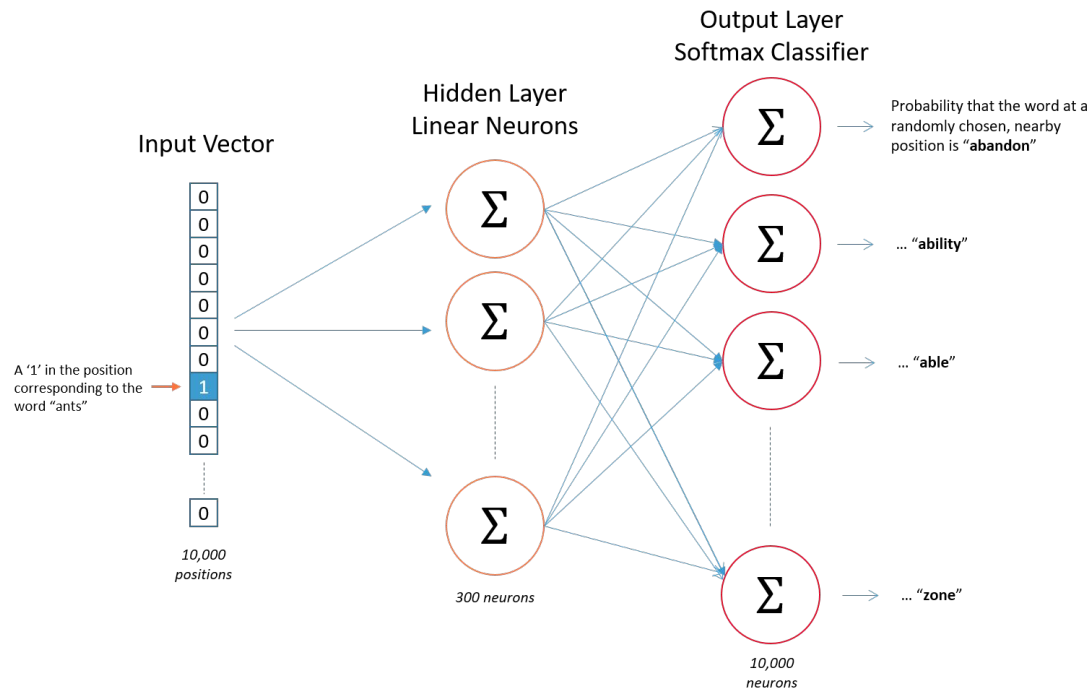 Output Layer
Softmax Classifier
Hidden Layer
Linear Neurons
Input Vector
0
0
0
0
0
0
0
1
0
0
0
A ‘1’ in the position
corresponding to the
word “ants”
10,000
positions
Σ
Σ
Σ
300 neurons
Σ
Σ
Σ
Σ
10,000
neurons
Probability that the word at a
randomly chosen, nearby
position is “abandon”
... “ability”
... “able”
... “zone”